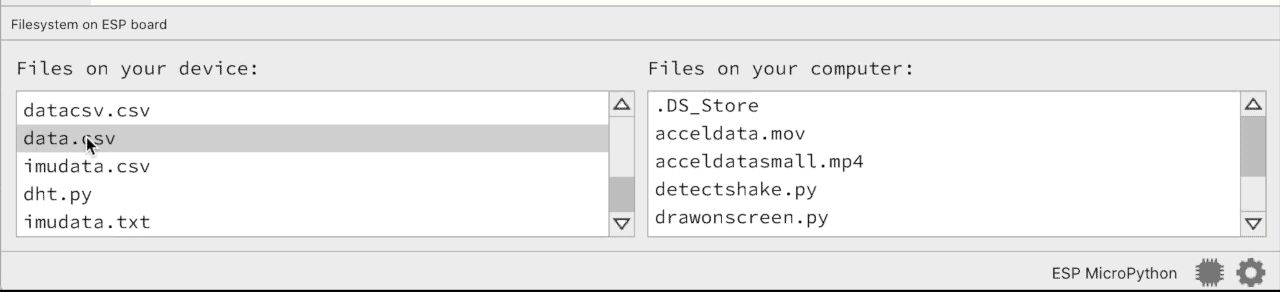 Filesystem on ESP board
Files on your device:
datacsv.csv
data.csv
imudata.csv
dht.py
imudata.txt
Files on your computer:
.DS_Store
acceldata.mov
acceldatasmall.mp4
detectshake.py
drawonscreen.py
ESP MicroPython